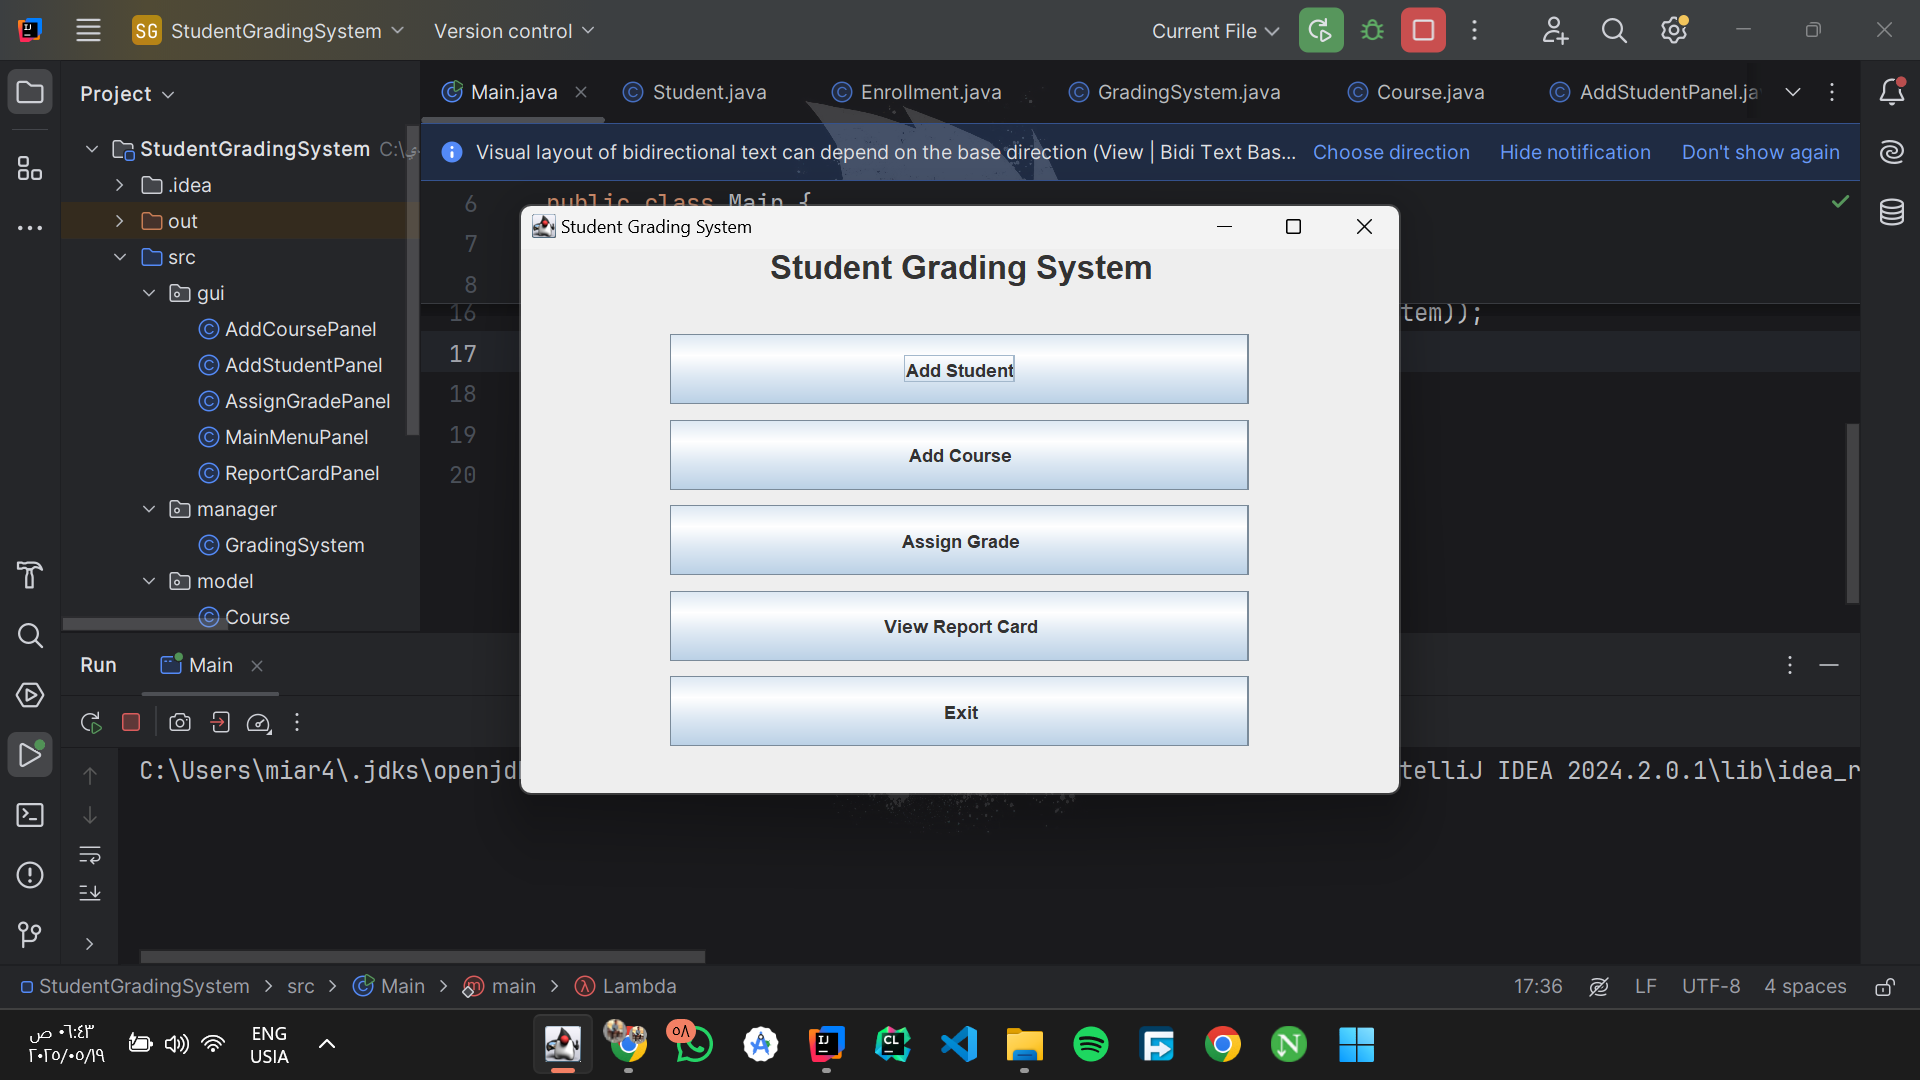 SG StudentGradingSystem Version control Current File
Project
Main.java Student.java Enrollment.java GradingSystem.java Course.java AddStudentPanel.ja
StudentGradingSystem C:\
Visual layout of bidirectional text can depend on the base direction (View | Bidi Text Bas... Choose direction Hide notification Don't show again
.idea
out
src
gui
AddCoursePanel
AddStudentPanel
AssignGradePanel
MainMenuPanel
ReportCardPanel
manager
GradingSystem
model
Course
6 public class Main {
7
8
16 tem));
17
18
19
20
Student Grading System
Student Grading System
Add Student
Add Course
Assign Grade
View Report Card
Exit
Run Main
C:\Users\miar4\.jdks\openjd telliJ IDEA 2024.2.0.1\lib\idea_r
StudentGradingSystem > src > Main > main > Lambda
17:36 LF UTF-8 4 spaces
٠٦:٤٣ ص
٢٠٢٥/٠٥/١٩
ENG
USIA
٥٨